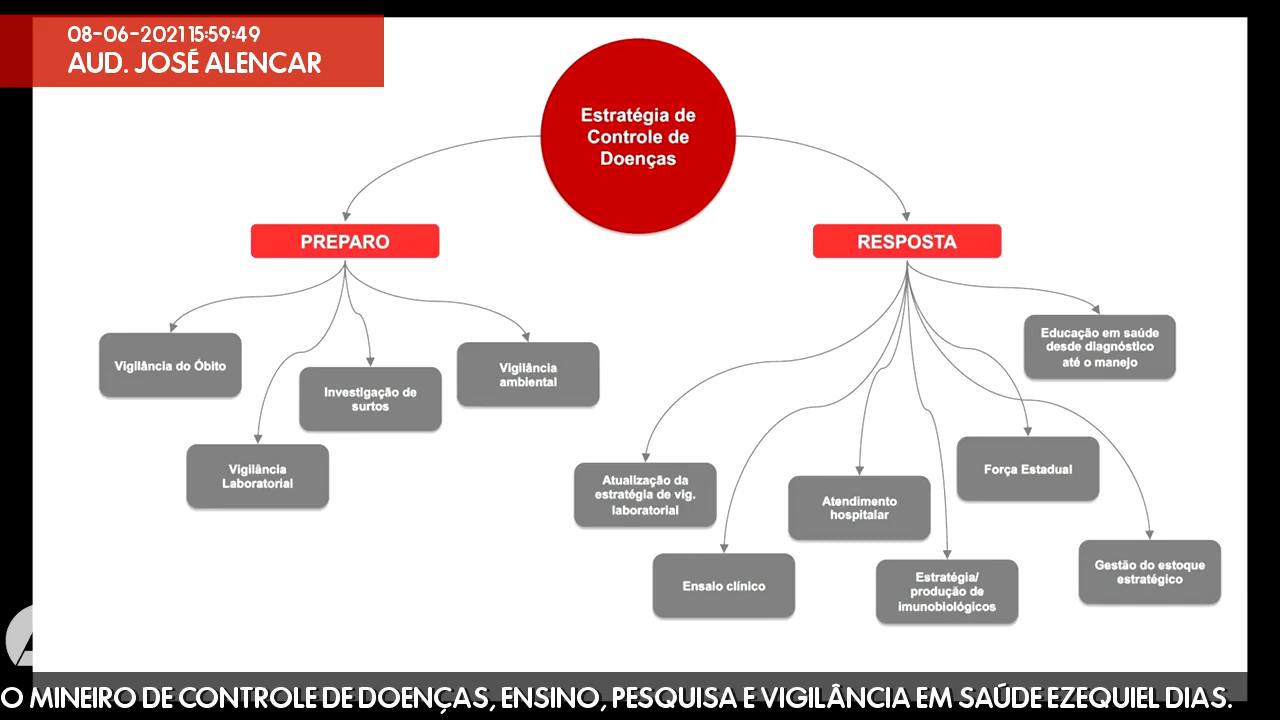 08-06-2021 15:59:49
AUD. JOSÉ ALENCAR
Estratégia de
Controle de
Doenças
PREPARO
RESPOSTA
Vigilância do Óbito
Vigilância
Laboratorial
Investigação de
surtos
Vigilância
ambiental
Educação em saúde
desde diagnóstico
até o manejo
Atualização da
estratégia de vig.
laboratorial
Ensaio clínico
Atendimento
hospitalar
Estratégia/
produção de
imunobiológicos
Força Estadual
Gestão do estoque
estratégico
O MINEIRO DE CONTROLE DE DOENÇAS, ENSINO, PESQUISA E VIGILÂNCIA EM SAÚDE EZEQUIEL DIAS.